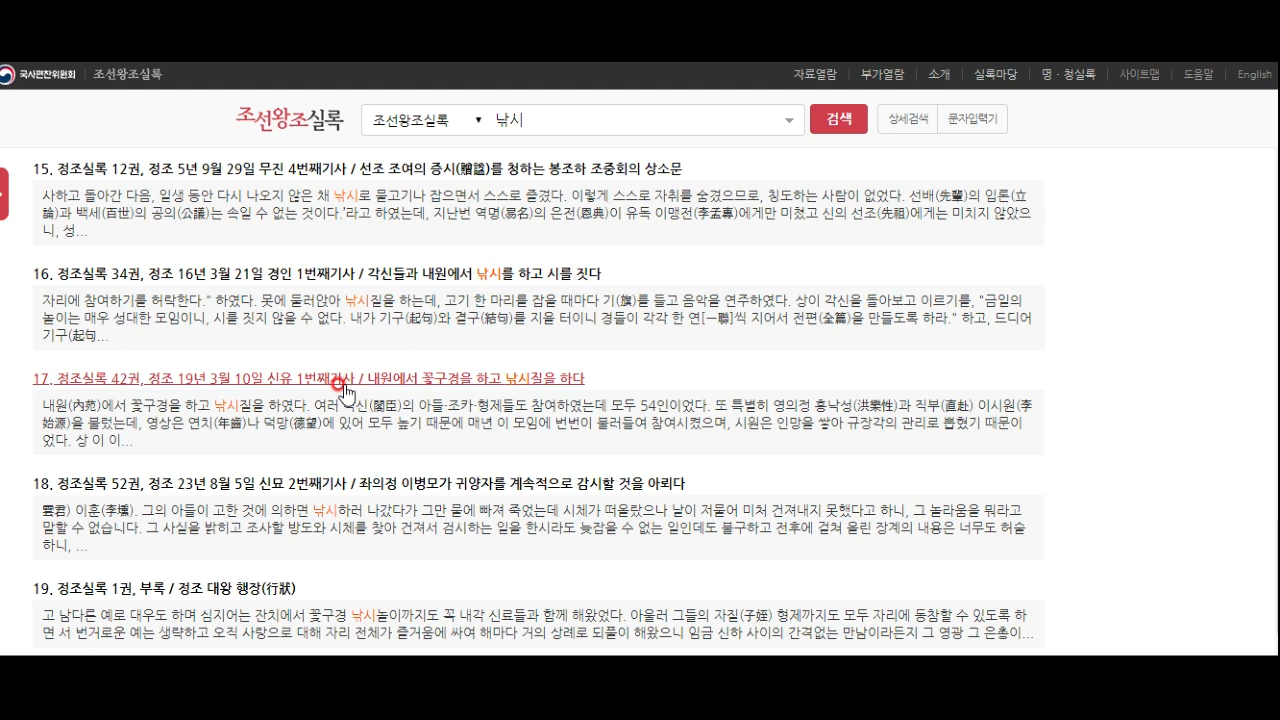 국사편찬위원회 조선왕조실록 자료열람 부가열람 소개 실록마당 명·청실록 사이트맵 도움말 English
조선왕조실록 조선왕조실록 ▼ 낚시 검색 상세검색 문자입력기
15. 정조실록 12권, 정조 5년 9월 29일 무진 4번째기사 / 선조 조여의 증시(贈諡)를 청하는 봉조하 조중회의 상소문
사하고 돌아간 다음, 일생 동안 다시 나오지 않은 채 낚시로 물고기나 잡으면서 스스로 즐겼다. 이렇게 스스로 자취를 숨겼으므로, 칭도하는 사람이 없었다. 선배(先輩)의 입론(立
論)과 백세(百世)의 공의(公議)는 속일 수 없는 것이다.'라고 하였는데, 지난번 역명(易名)의 은전(恩典)이 유독 이맹전(李孟專)에게만 미쳤고 신의 선조(先祖)에게는 미치지 않았으
니, 성...
16. 정조실록 34권, 정조 16년 3월 21일 경인 1번째기사 / 각신들과 내원에서 낚시를 하고 시를 짓다
자리에 참여하기를 허락한다." 하였다. 못에 둘러앉아 낚시질을 하는데, 고기 한 마리를 잡을 때마다 기(旗)를 들고 음악을 연주하였다. 상이 각신을 돌아보고 이르기를, "금일의
놀이는 매우 성대한 모임이니, 시를 짓지 않을 수 없다. 내가 기구(起句)와 결구(結句)를 지을 터이니 경들이 각각 한 연[一聯]씩 지어서 전편(全篇)을 만들도록 하라." 하고, 드디어
기구(起句...
17. 정조실록 42권, 정조 19년 3월 10일 신유 1번째기사 / 내원에서 꽃구경을 하고 낚시질을 하다
내원(內苑)에서 꽃구경을 하고 낚시질을 하였다. 여러 신(閣臣)의 아들·조카·형제들도 참여하였는데 모두 54인이었다. 또 특별히 영의정 홍낙성(洪樂性)과 직부(直赴) 이시원(李
始源)을 불렀는데, 영상은 연치(年齒)나 덕망(德望)에 있어 모두 높기 때문에 매년 이 모임에 번번이 불러들여 참여시켰으며, 시원은 인망을 쌓아 규장각의 관리로 뽑혔기 때문이
었다. 상 이 이...
18. 정조실록 52권, 정조 23년 8월 5일 신묘 2번째기사 / 좌의정 이병모가 귀양자를 계속적으로 감시할 것을 아뢰다
雲君) 이훈(李壎). 그의 아들이 고한 것에 의하면 낚시하러 나갔다가 그만 물에 빠져 죽었는데 시체가 떠올랐으나 날이 저물어 미처 건져내지 못했다고 하니, 그 놀라움을 뭐라고
말할 수 없습니다. 그 사실을 밝히고 조사할 방도와 시체를 찾아 건져서 검시하는 일을 한시라도 늦잡을 수 없는 일인데도 불구하고 전후에 걸쳐 올린 장계의 내용은 너무도 허술
하니, ...
19. 정조실록 1권, 부록 / 정조 대왕 행장(行狀)
고 남다른 예로 대우도 하며 심지어는 잔치에서 꽃구경 낚시놀이까지도 꼭 내각 신료들과 함께 해왔었다. 아울러 그들의 자질(子姪) 형제까지도 모두 자리에 동참할 수 있도록 하
면 서 번거로운 예는 생략하고 오직 사랑으로 대해 자리 전체가 즐거움에 싸여 해마다 거의 상례로 되풀이 해왔으니 임금 신하 사이의 간격없는 만남이라든지 그 영광 그 은총이...